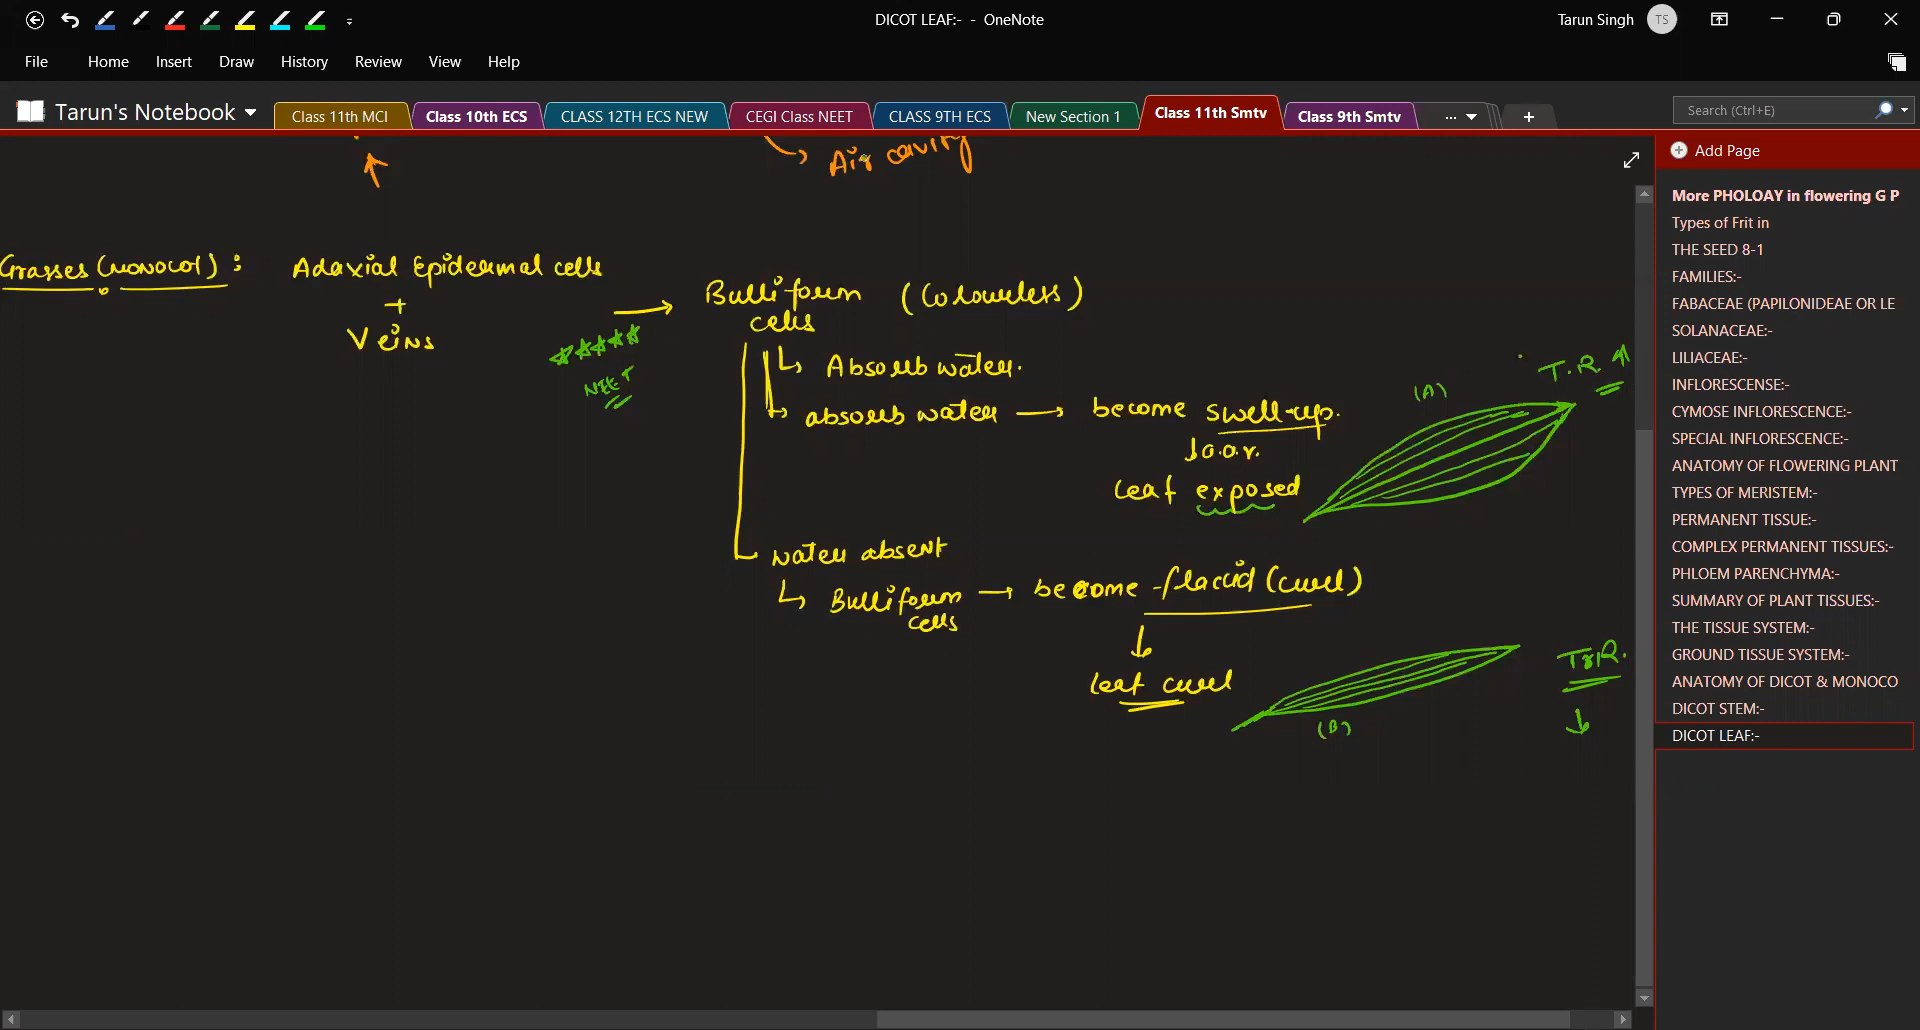 DICOT LEAF:- - OneNote
Tarun Singh TS
File Home Insert Draw History Review View Help
Tarun's Notebook
Class 11th MCI
Class 10th ECS
CLASS 12TH ECS NEW
CEGI Class NEET
CLASS 9TH ECS
New Section 1
Class 11th Smtv
Class 9th Smtv
...
Search (Ctrl+E)
Air cavity
Grasses (monocot) : Adaxial Epidermal cells
+
Veins
NEET
→ Bulliform (Colourless)
cells
Absorb water.
absorb water → become swell-up.
leaf exposed
(A)
T.R. ↑
water absent
Bulliform → become flaccid (curl)
cells
↓
leaf curl
(B)
T.R.
↓
Add Page
More PHOLOAY in flowering G P
Types of Frit in
THE SEED 8-1
FAMILIES:-
FABACEAE (PAPILONIDEAE OR LE
SOLANACEAE:-
LILIACEAE:-
INFLORESCENSE:-
CYMOSE INFLORESCENCE:-
SPECIAL INFLORESCENCE:-
ANATOMY OF FLOWERING PLANT
TYPES OF MERISTEM:-
PERMANENT TISSUE:-
COMPLEX PERMANENT TISSUES:-
PHLOEM PARENCHYMA:-
SUMMARY OF PLANT TISSUES:-
THE TISSUE SYSTEM:-
GROUND TISSUE SYSTEM:-
ANATOMY OF DICOT & MONOCO
DICOT STEM:-
DICOT LEAF:-